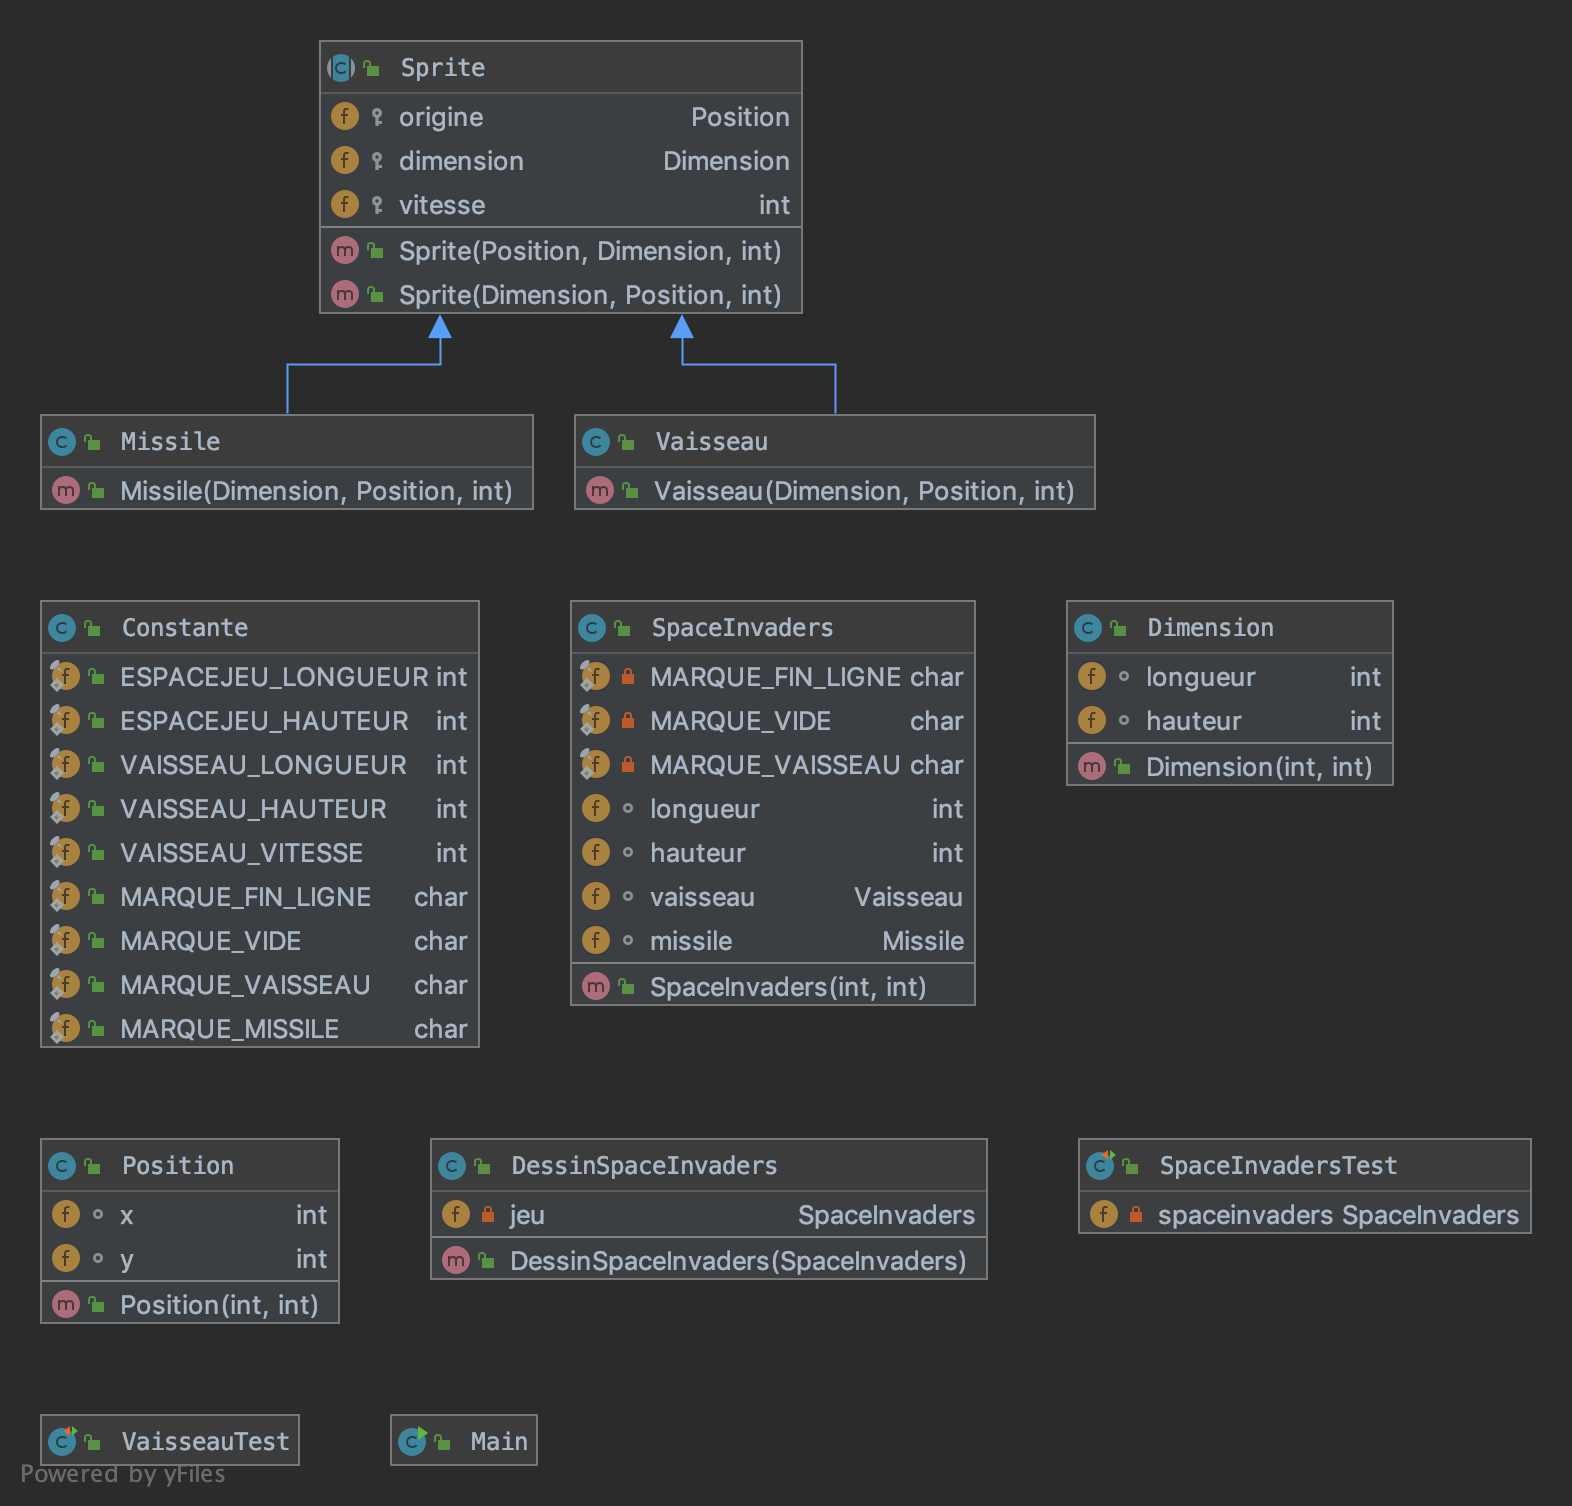 Sprite
origine Position
dimension Dimension
vitesse int
Sprite(Position, Dimension, int)
Sprite(Dimension, Position, int)
Missile
Missile(Dimension, Position, int)
Vaisseau
Vaisseau(Dimension, Position, int)
Constante
ESPACEJEU_LONGUEUR int
ESPACEJEU_HAUTEUR int
VAISSEAU_LONGUEUR int
VAISSEAU_HAUTEUR int
VAISSEAU_VITESSE int
MARQUE_FIN_LIGNE char
MARQUE_VIDE char
MARQUE_VAISSEAU char
MARQUE_MISSILE char
SpaceInvaders
MARQUE_FIN_LIGNE char
MARQUE_VIDE char
MARQUE_VAISSEAU char
longueur int
hauteur int
vaisseau Vaisseau
missile Missile
SpaceInvaders(int, int)
Dimension
longueur int
hauteur int
Dimension(int, int)
Position
x int
y int
Position(int, int)
DessinSpaceInvaders
jeu SpaceInvaders
DessinSpaceInvaders(SpaceInvaders)
SpaceInvadersTest
spaceinvaders SpaceInvaders
VaisseauTest
Main
Powered by yFiles